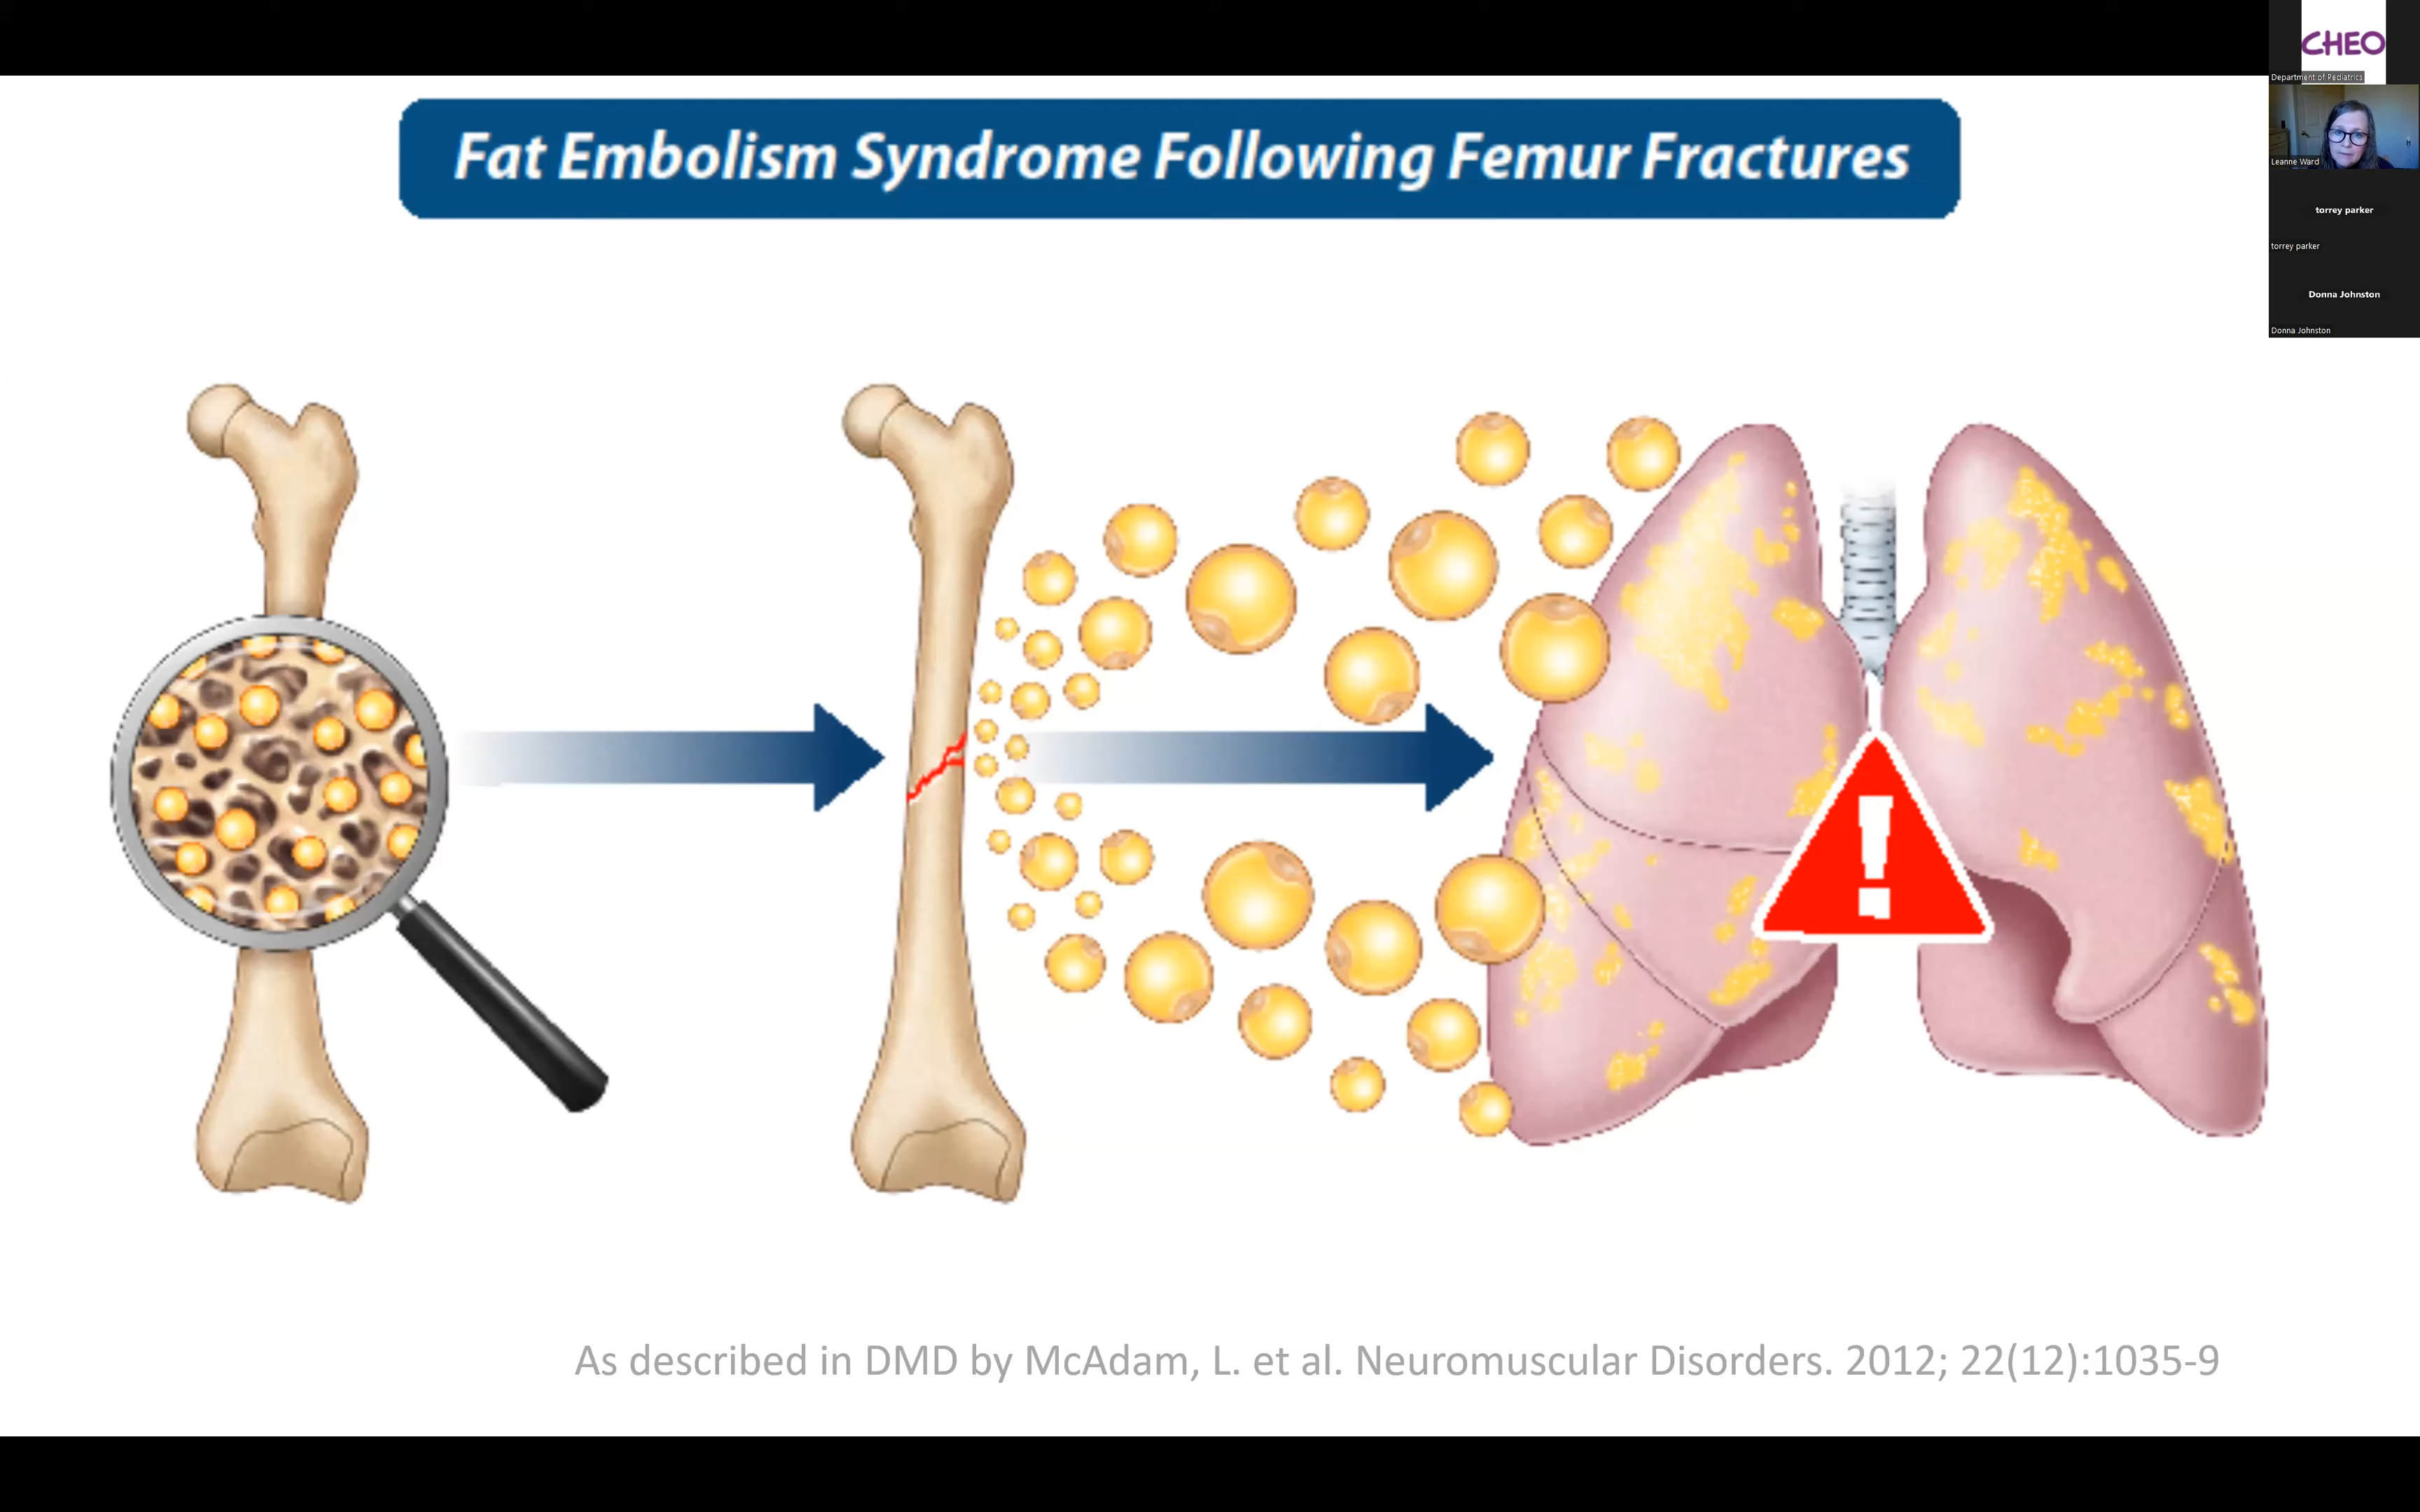 CHEO
Department of Pediatrics
Leanne Ward
torrey parker
torrey parker
Donna Johnston
Donna Johnston
Fat Embolism Syndrome Following Femur Fractures
!
As described in DMD by McAdam, L. et al. Neuromuscular Disorders. 2012; 22(12):1035-9